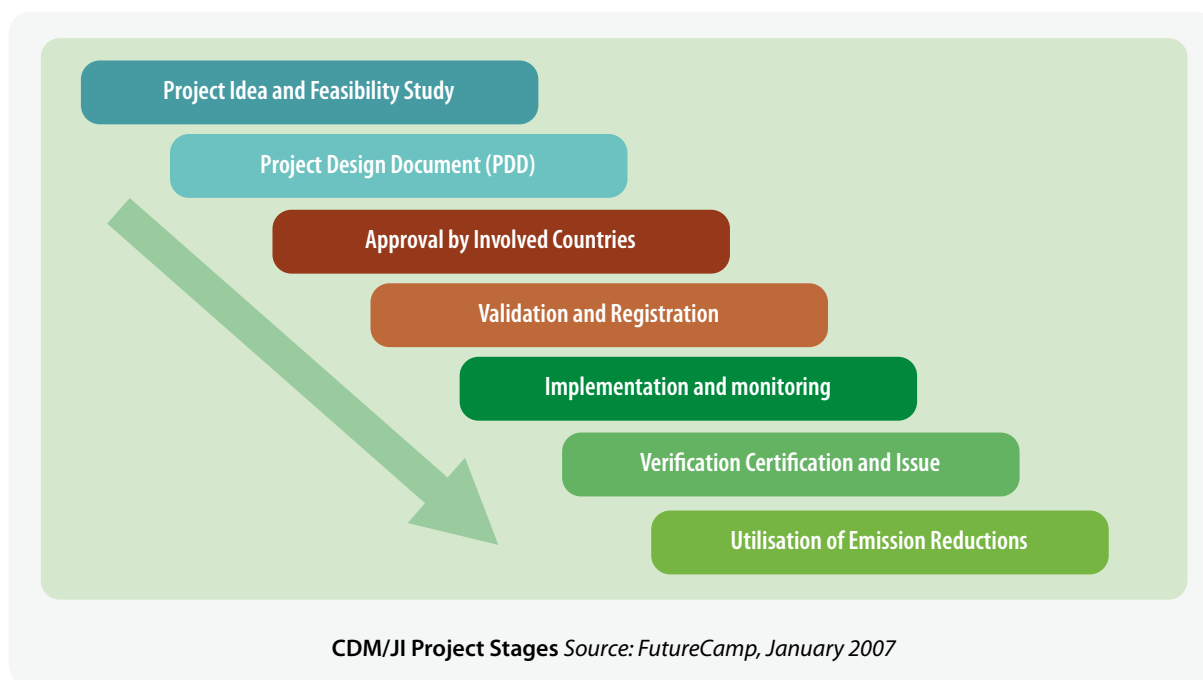 Project Idea and Feasibility Study
Project Design Document (PDD)
Approval by Involved Countries
Validation and Registration
Implementation and monitoring
Verification Certification and Issue
Utilisation of Emission Reductions
CDM/JI Project Stages Source: FutureCamp, January 2007